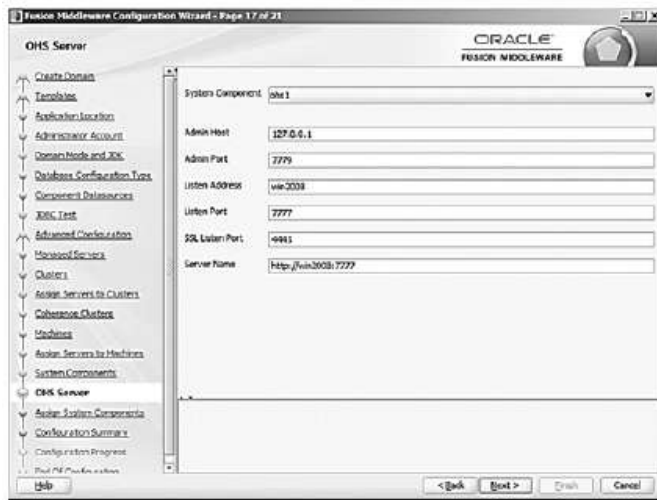 Fusion Middleware Configuration Wizard - Page 17 of 21
OHS Server
ORACLE
FUSION MIDDLEWARE
Create Domain
Templates
Application Location
Administrator Account
Domain Mode and JDK
Database Configuration Type
Component Datasources
JDBC Test
Advanced Configuration
Managed Servers
Clusters
Assign Servers to Clusters
Coherence Clusters
Machines
Assign Servers to Machines
System Components
OHS Server
Assign System Components
Configuration Summary
Configuration Progress
End Of Configuration
System Component ohs1
Admin Host 127.0.0.1
Admin Port 7779
Listen Address win2008
Listen Port 7777
SSL Listen Port
Server Name http://win2008:7777
Help
< Back
Next >
Finish
Cancel